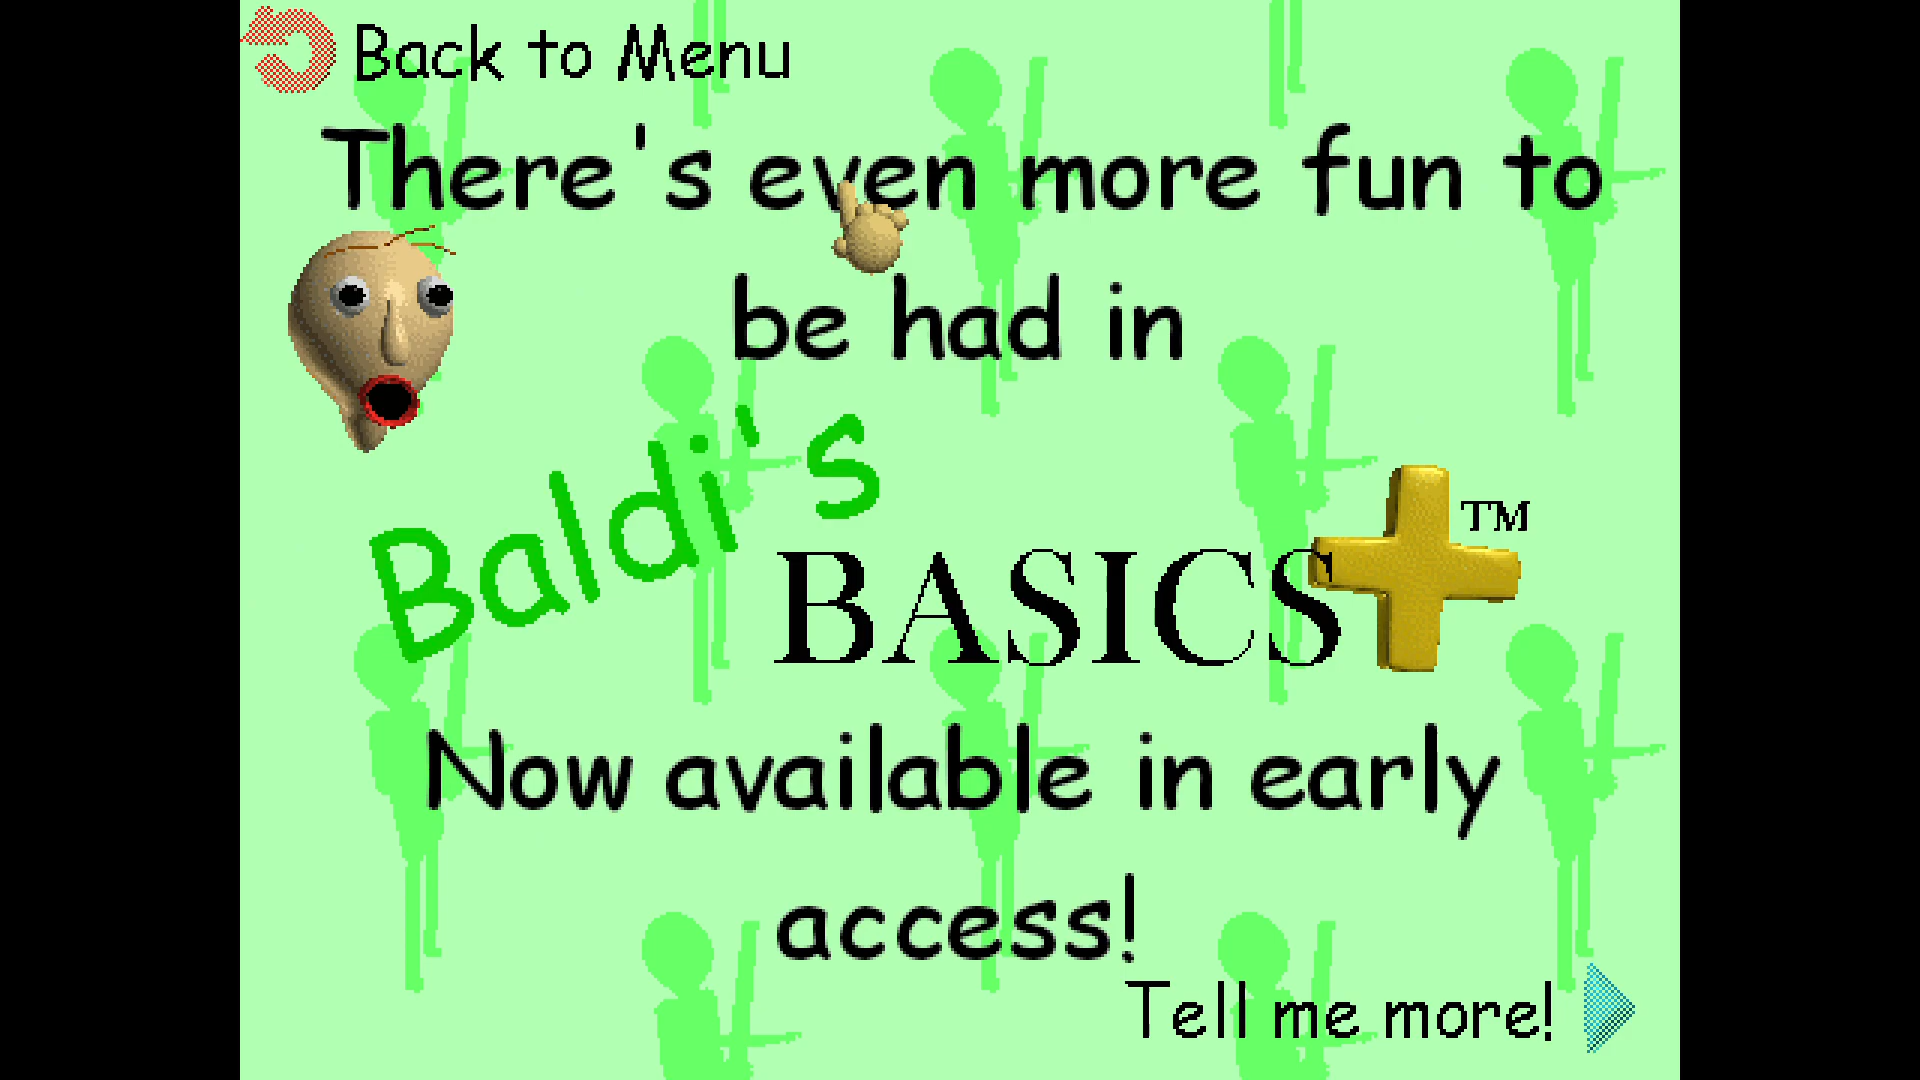 Back to Menu
There's even more fun to
be had in
Baldi's
BASICS
TM
Now available in early
access!
Tell me more!